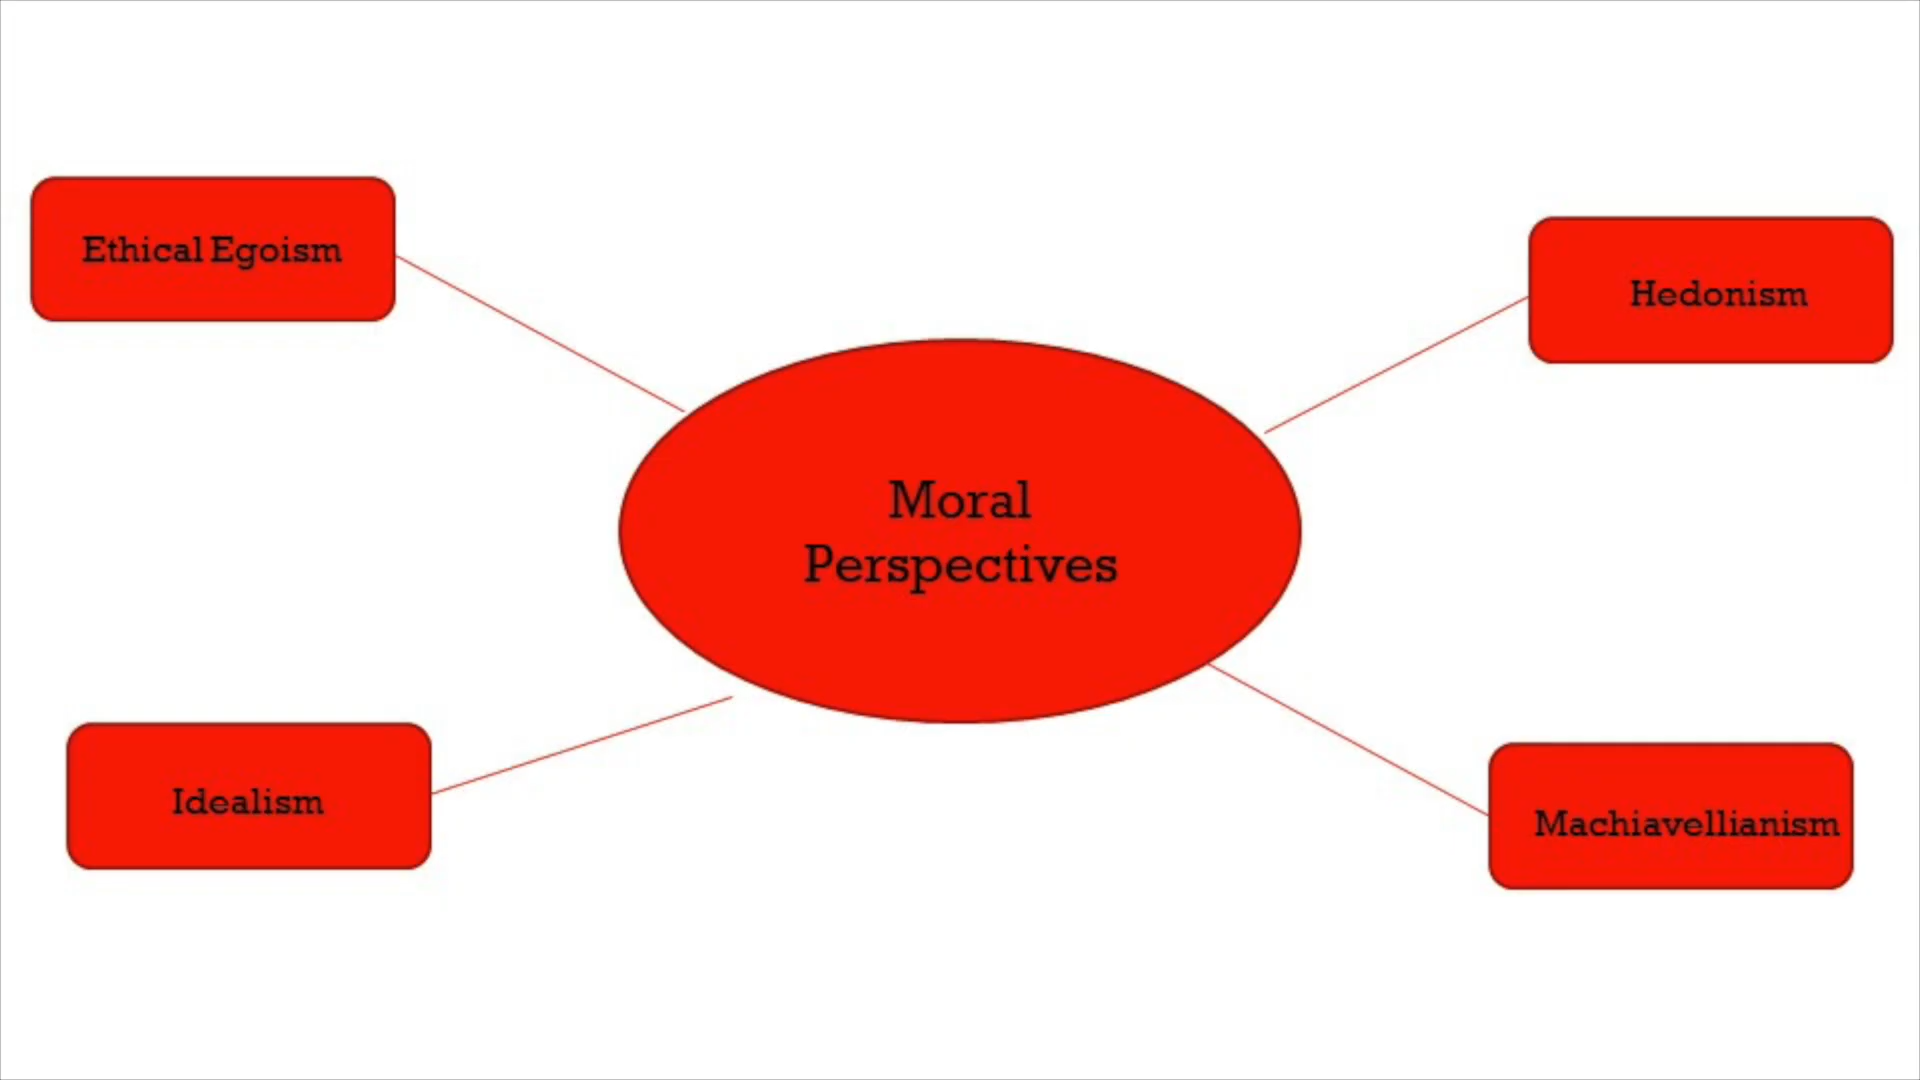 Ethical Egoism
Hedonism
Moral
Perspectives
Idealism
Machiavellianism